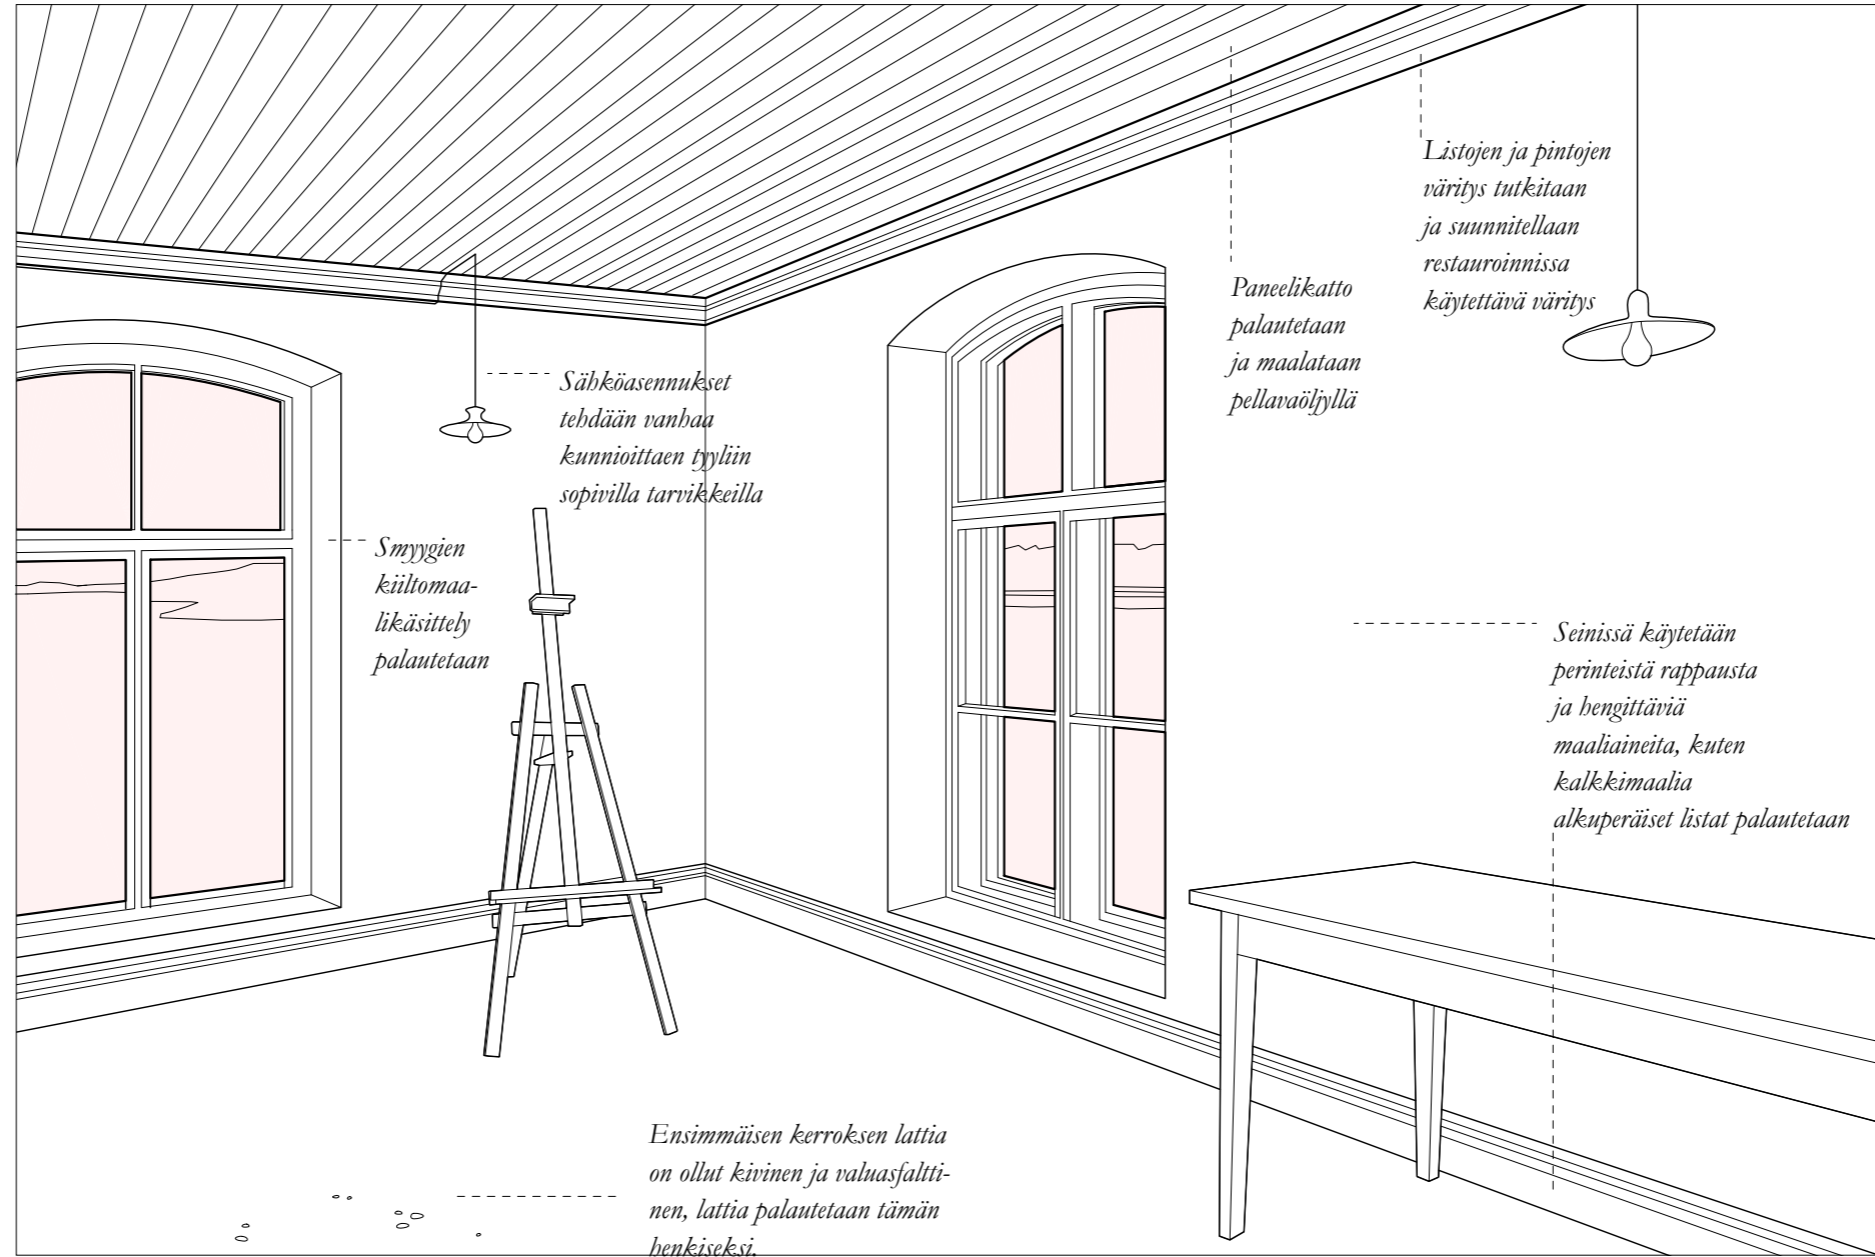 Listojen ja pintojen
väritys tutkitaan
ja suunnitellaan
restauroinnissa
käytettävä väritys
Paneelikatto
palautetaan
ja maalataan
pellavaöljyllä
Sähköasennukset
tehdään vanhaa
kunnioittaen tyyliin
sopivilla tarvikkeilla
Smyygien
kiiltomaa-
likäsittely
palautetaan
Seinissä käytetään
perinteistä rappausta
ja hengittäviä
maaliaineita, kuten
kalkkimaalia
alkuperäiset listat palautetaan
Ensimmäisen kerroksen lattia
on ollut kivinen ja valuasfaltti-
nen, lattia palautetaan tämän
henkiseksi.